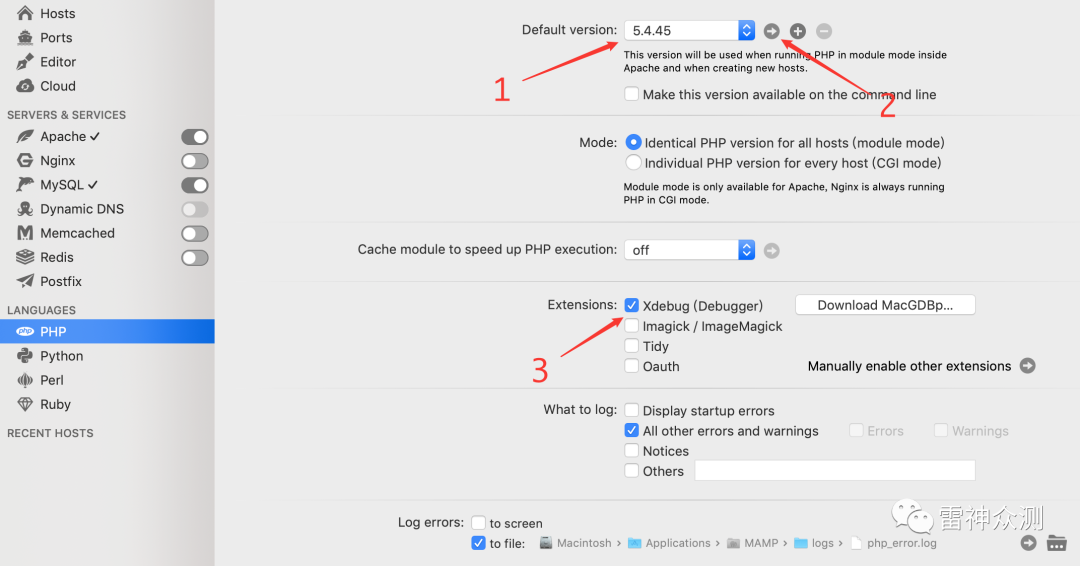 Hosts
Ports
Editor
Cloud
SERVERS & SERVICES
Apache ✓
Nginx
MySQL ✓
Dynamic DNS
Memcached
Redis
Postfix
LANGUAGES
php PHP
Python
Perl
Ruby
RECENT HOSTS
Default version: 5.4.45
This version will be used when running PHP in module mode inside
Apache and when creating new hosts.
1
2
Make this version available on the command line
Mode: Identical PHP version for all hosts (module mode)
Individual PHP version for every host (CGI mode)
Module mode is only available for Apache, Nginx is always running
PHP in CGI mode.
Cache module to speed up PHP execution: off
Extensions: Xdebug (Debugger) Download MacGDBp...
Imagick / ImageMagick
Tidy
3
Oauth Manually enable other extensions
What to log: Display startup errors
All other errors and warnings Errors Warnings
Notices
Others
Log errors: to screen
to file: Macintosh › Applications › MAMP › logs › php_error.log
雷神众测